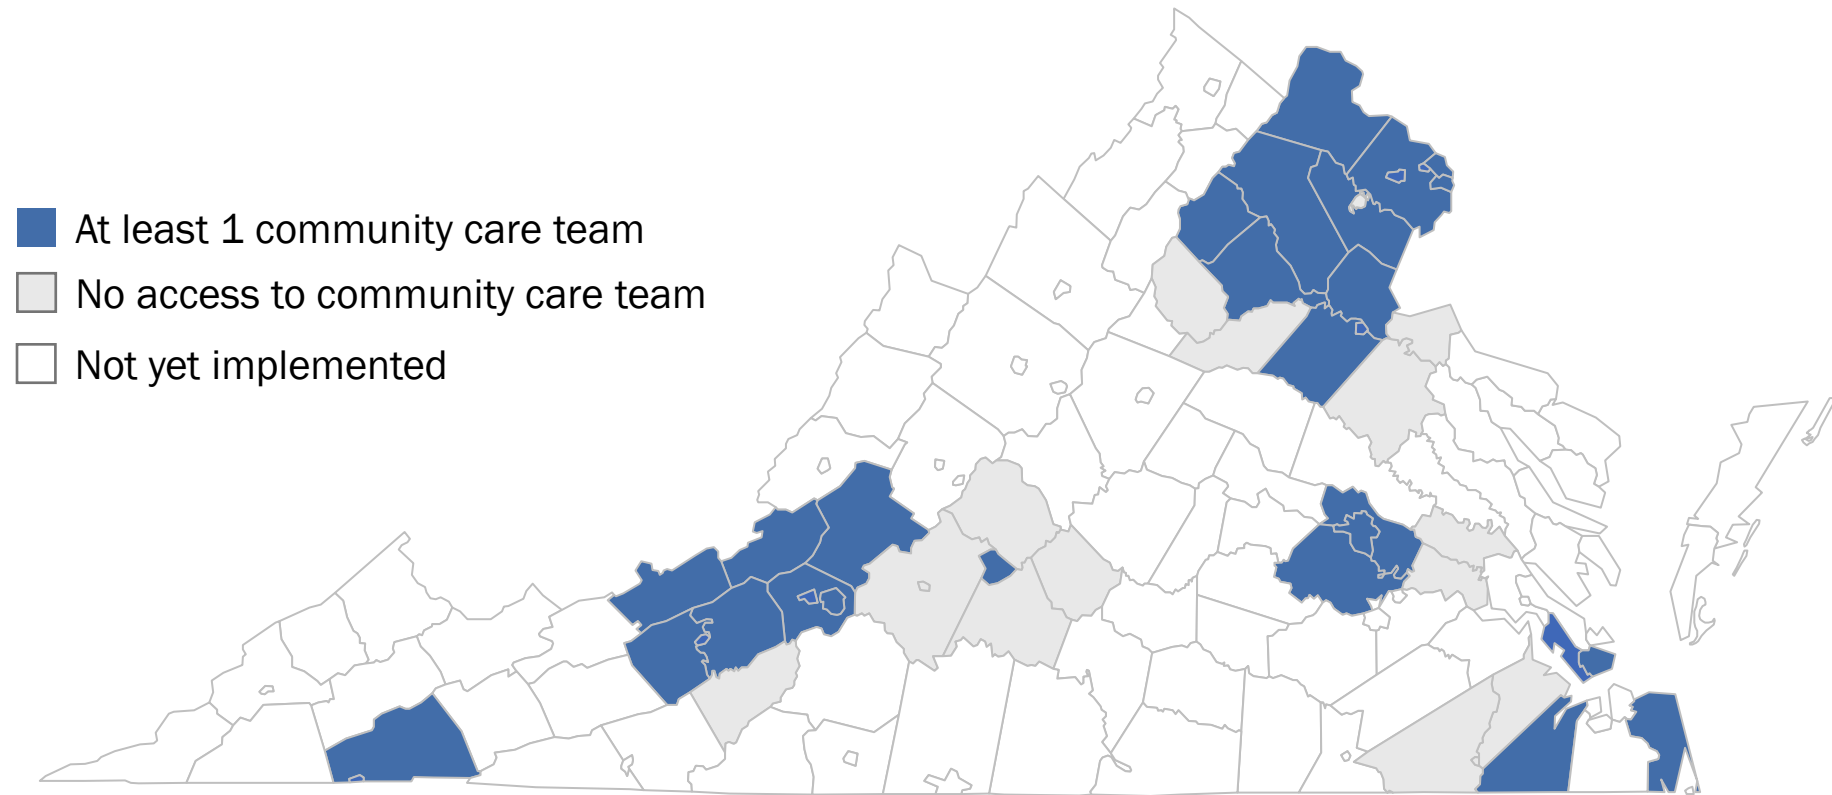 At least 1 community care team
No access to community care team
Not yet implemented